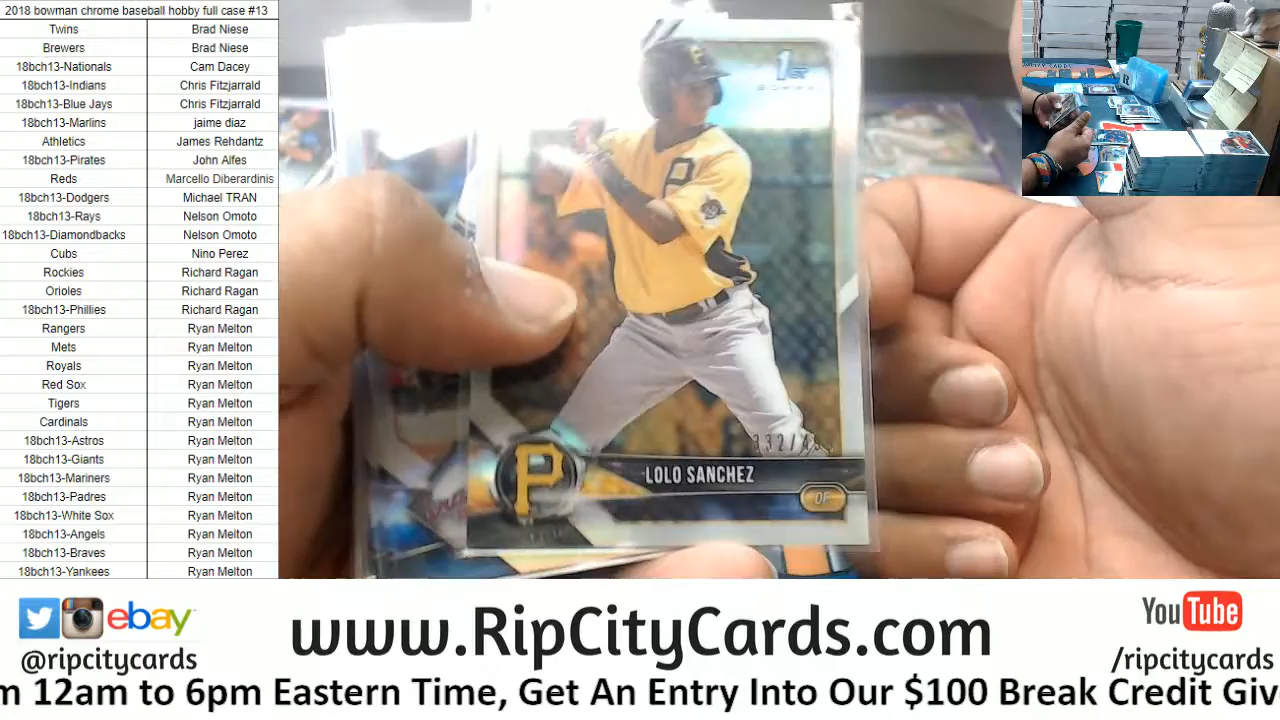 2018 bowman chrome baseball hobby full case #13
Twins Brad Niese
Brewers Brad Niese
18bch13-Nationals Cam Dacey
18bch13-Indians Chris Fitzjarrald
18bch13-Blue Jays Chris Fitzjarrald
18bch13-Marlins jaime diaz
Athletics James Rehdantz
18bch13-Pirates John Alfes
Reds Marcello Diberardinis
18bch13-Dodgers Michael TRAN
18bch13-Rays Nelson Omoto
18bch13-Diamondbacks Nelson Omoto
Cubs Nino Perez
Rockies Richard Ragan
Orioles Richard Ragan
18bch13-Phillies Richard Ragan
Rangers Ryan Melton
Mets Ryan Melton
Royals Ryan Melton
Red Sox Ryan Melton
Tigers Ryan Melton
Cardinals Ryan Melton
18bch13-Astros Ryan Melton
18bch13-Giants Ryan Melton
18bch13-Mariners Ryan Melton
18bch13-Padres Ryan Melton
18bch13-White Sox Ryan Melton
18bch13-Angels Ryan Melton
18bch13-Braves Ryan Melton
18bch13-Yankees Ryan Melton
1ST
P
P
P
LOLO SANCHEZ
OF
ebay
@ripcitycards
www.RipCityCards.com
YouTube
/ripcitycards
m 12am to 6pm Eastern Time, Get An Entry Into Our $100 Break Credit Giv